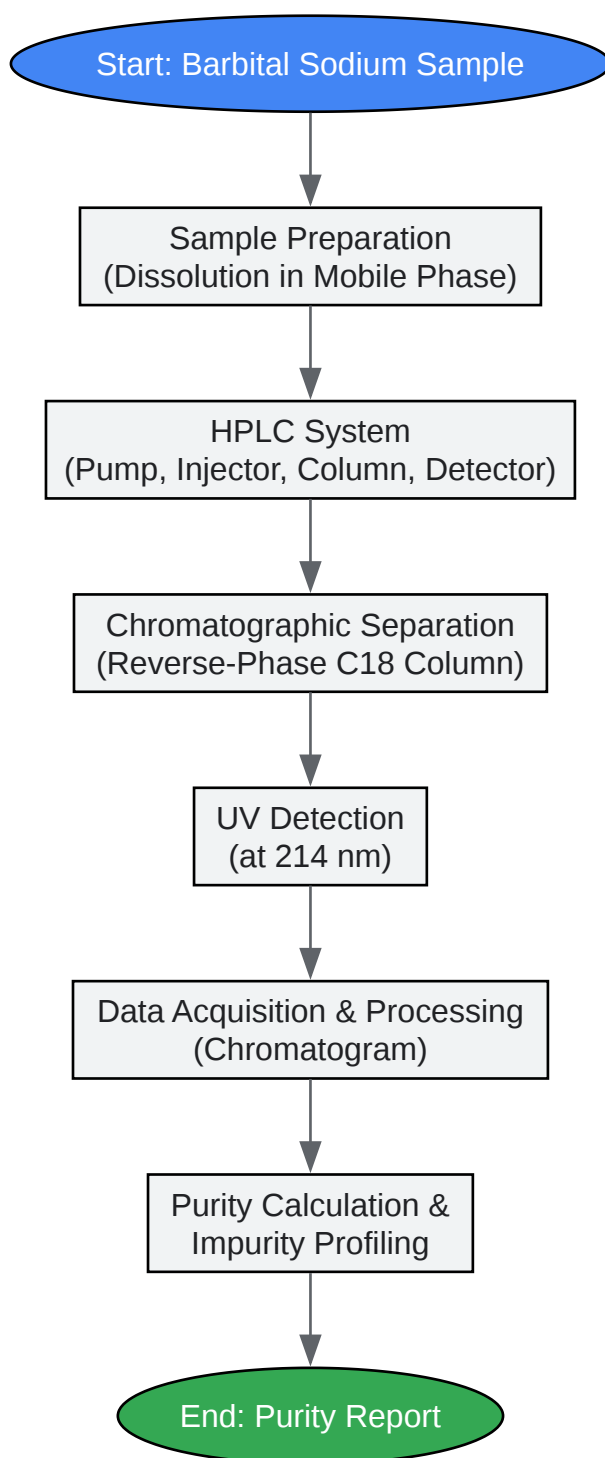 Start: Barbital Sodium Sample
Sample Preparation
(Dissolution in Mobile Phase)
HPLC System
(Pump, Injector, Column, Detector)
Chromatographic Separation
(Reverse-Phase C18 Column)
UV Detection
(at 214 nm)
Data Acquisition & Processing
(Chromatogram)
Purity Calculation &
Impurity Profiling
End: Purity Report